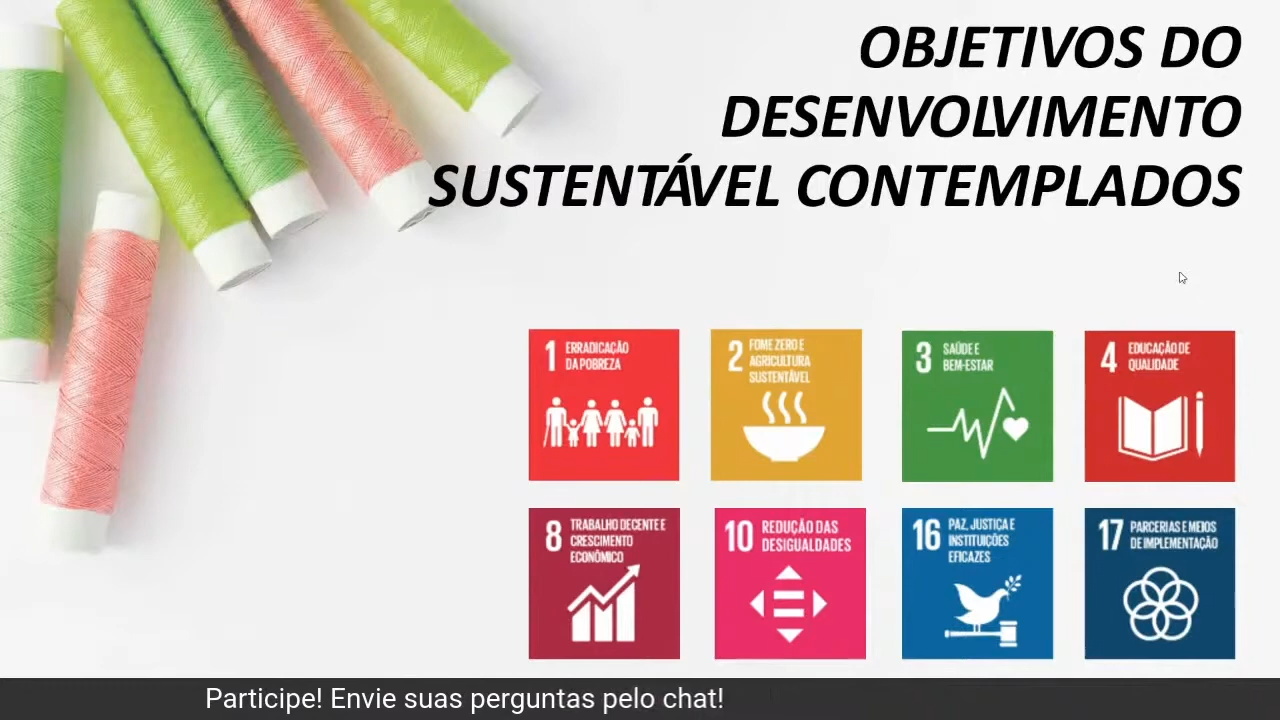 OBJETIVOS DO
DESENVOLVIMENTO
SUSTENTÁVEL CONTEMPLADOS
1 ERRADICAÇÃO
DA POBREZA
2 FOME ZERO E
AGRICULTURA
SUSTENTÁVEL
3 SAÚDE E
BEM-ESTAR
4 EDUCAÇÃO DE
QUALIDADE
8 TRABALHO DECENTE E
CRESCIMENTO
ECONÔMICO
10 REDUÇÃO DAS
DESIGUALDADES
16 PAZ, JUSTIÇA E
INSTITUIÇÕES
EFICAZES
17 PARCERIAS E MEIOS
DE IMPLEMENTAÇÃO
Participe! Envie suas perguntas pelo chat!